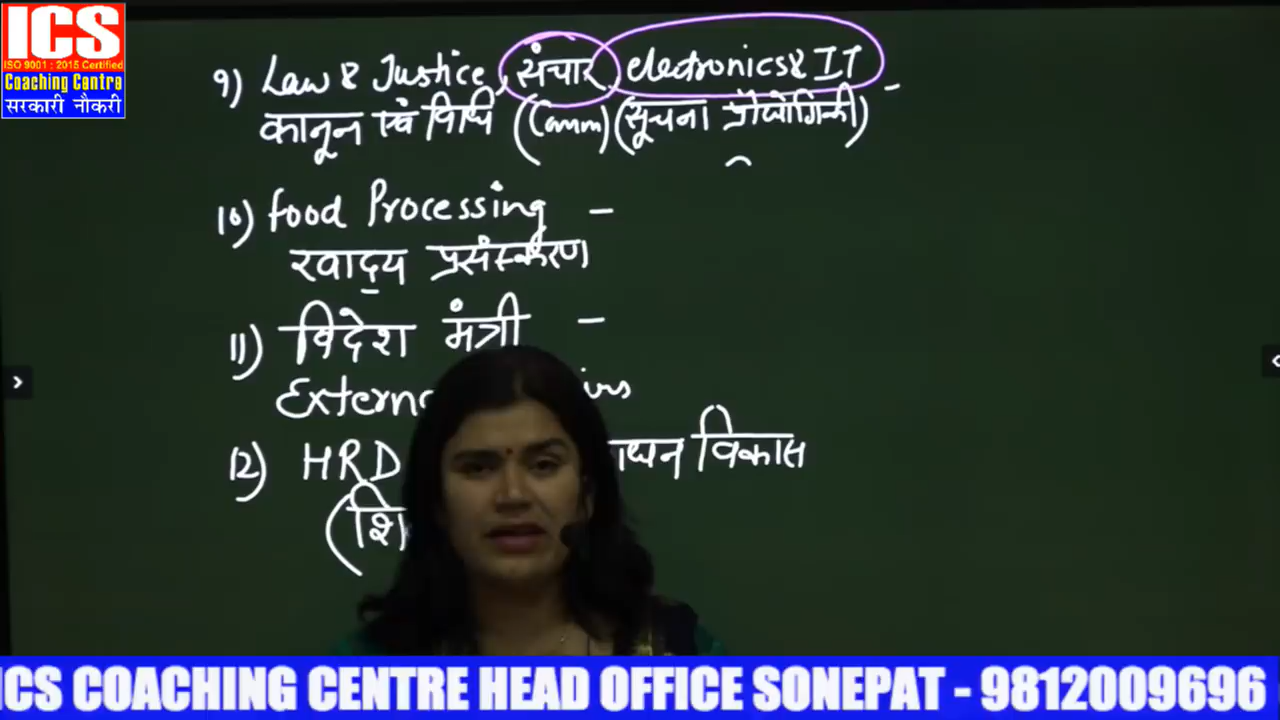 ICS
ISO 9001 : 2015 Certified
Coaching Centre
सरकारी नौकरी
9) Law & Justice, संचार, electronics & IT -
कानून एवं विधि (Comm) (सूचना प्रौद्योगिकी)
10) Food Processing -
खाद्य प्रसंस्करण
11) विदेश मंत्री -
12) HRD विकास
ICS COACHING CENTRE HEAD OFFICE SONEPAT - 9812009696